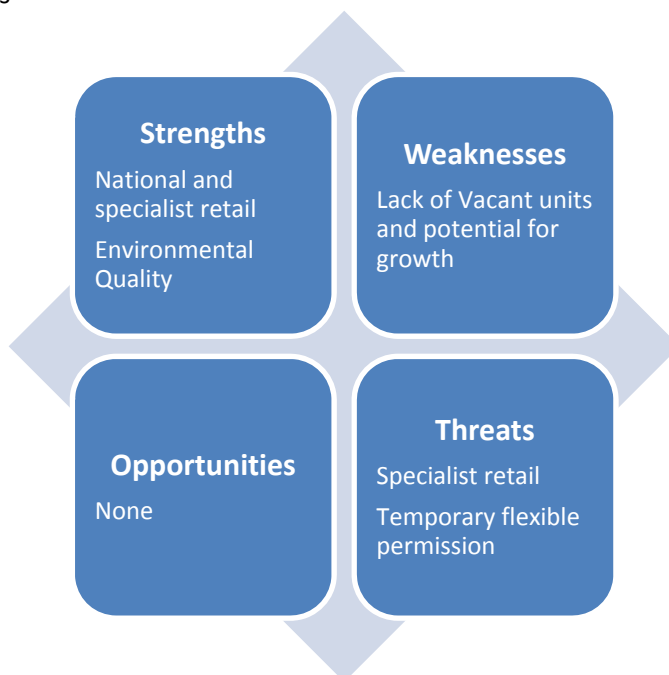 Strengths
National and
specialist retail
Environmental
Quality
Weaknesses
Lack of Vacant units
and potential for
growth
Opportunities
None
Threats
Specialist retail
Temporary flexible
permission